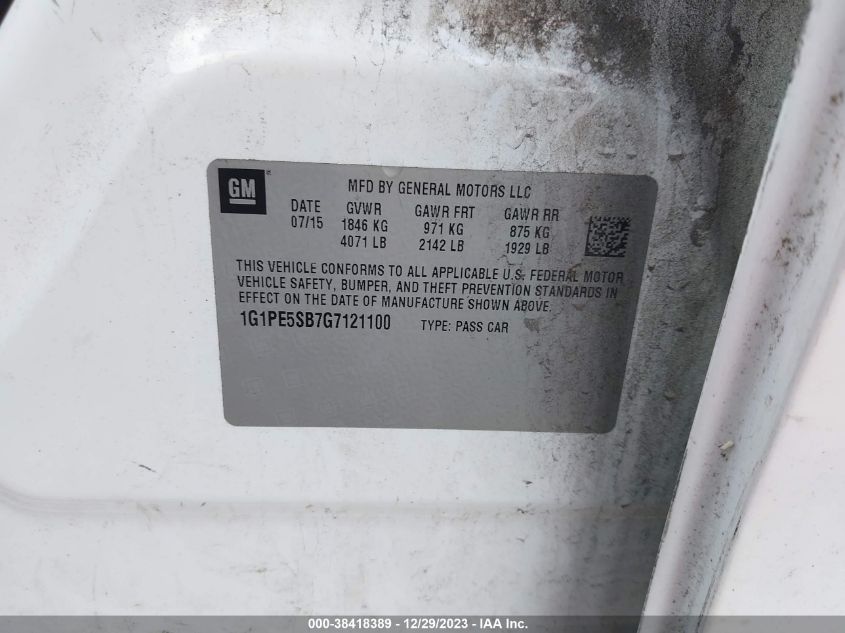 GM
MFD BY GENERAL MOTORS LLC
DATE GVWR GAWR FRT GAWR RR
07/15 1846 KG 971 KG 875 KG
4071 LB 2142 LB 1929 LB
THIS VEHICLE CONFORMS TO ALL APPLICABLE U.S. FEDERAL MOTOR
VEHICLE SAFETY, BUMPER, AND THEFT PREVENTION STANDARDS IN
EFFECT ON THE DATE OF MANUFACTURE SHOWN ABOVE.
1G1PE5SB7G7121100 TYPE: PASS CAR
000-38418389 - 12/29/2023 - IAA Inc.